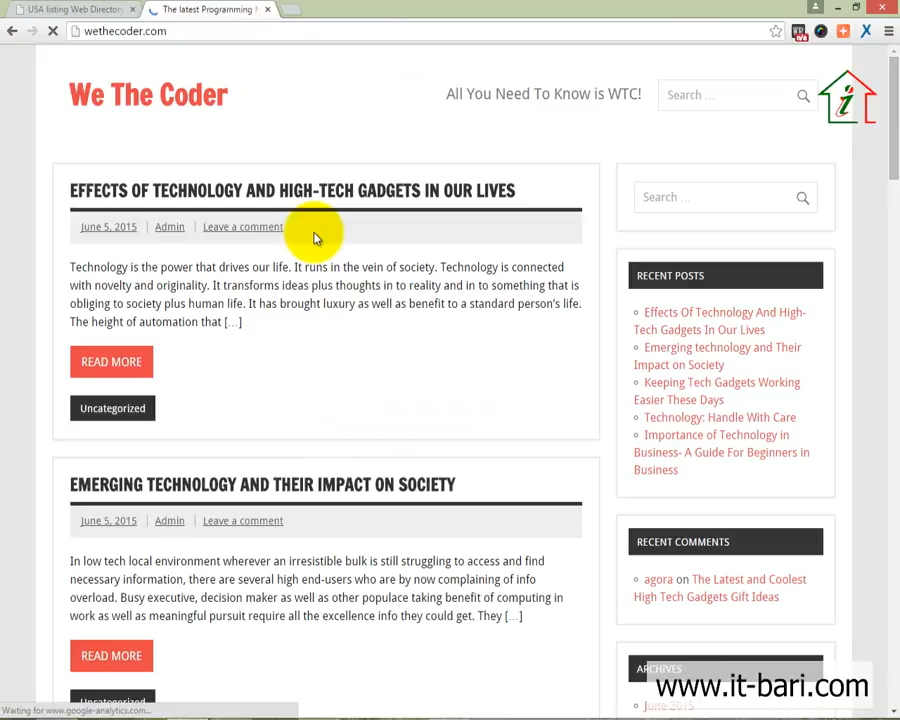 USA listing Web Directory
The latest Programming
wethecoder.com
We The Coder
All You Need To Know is WTC!
Search ...
EFFECTS OF TECHNOLOGY AND HIGH-TECH GADGETS IN OUR LIVES
June 5, 2015
Admin
Leave a comment
Technology is the power that drives our life. It runs in the vein of society. Technology is connected
with novelty and originality. It transforms ideas plus thoughts in to reality and in to something that is
obliging to society plus human life. It has brought luxury as well as benefit to a standard person’s life.
The height of automation that […]
READ MORE
Uncategorized
EMERGING TECHNOLOGY AND THEIR IMPACT ON SOCIETY
June 5, 2015
Admin
Leave a comment
In low tech local environment wherever an irresistible bulk is still struggling to access and find
necessary information, there are several high end-users who are by now complaining of info
overload. Busy executive, decision maker as well as other populace taking benefit of computing in
work as well as meaningful pursuit require all the excellence info they could get. They […]
READ MORE
Uncategorized
Search ...
RECENT POSTS
Effects Of Technology And High-
Tech Gadgets In Our Lives
Emerging technology and Their
Impact on Society
Keeping Tech Gadgets Working
Easier These Days
Technology: Handle With Care
Importance of Technology in
Business- A Guide For Beginners in
Business
RECENT COMMENTS
agora on The Latest and Coolest
High Tech Gadgets Gift Ideas
ARCHIVES
June 2015
www.it-bari.com
Waiting for www.google-analytics.com...